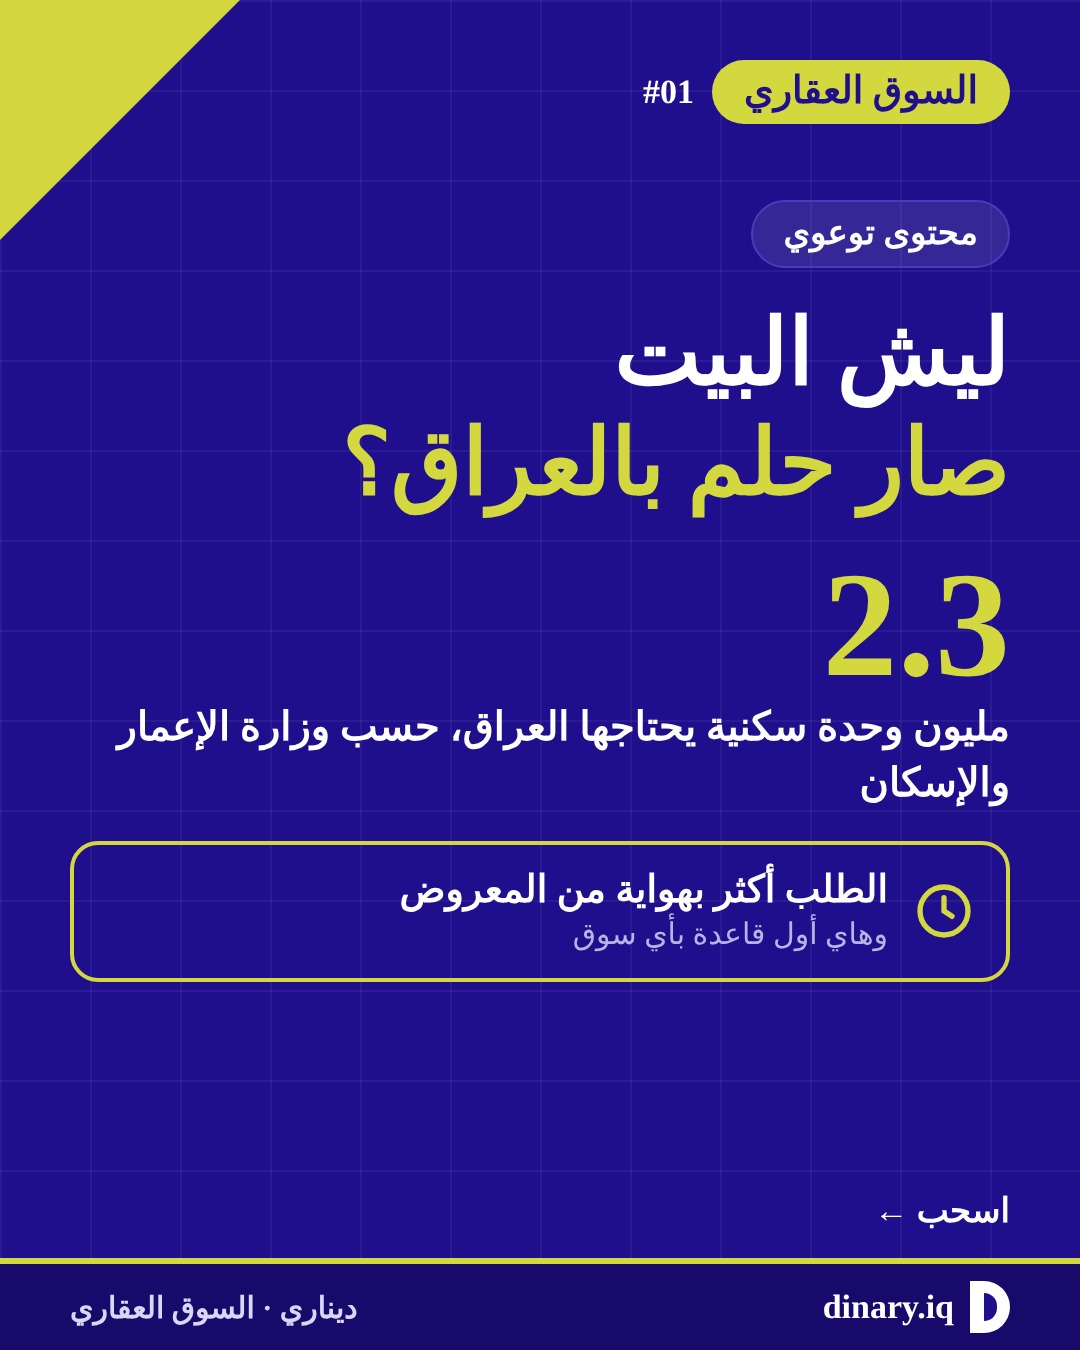 السوق العقاري #01
محتوى توعوي
ليش البيت
صار حلم بالعراق؟
2.3
مليون وحدة سكنية يحتاجها العراق، حسب وزارة الإعمار
والإسكان
الطلب أكثر بهواية من المعروض
وهاي أول قاعدة بأي سوق
اسحب ←
dinary.iq
ديناري · السوق العقاري